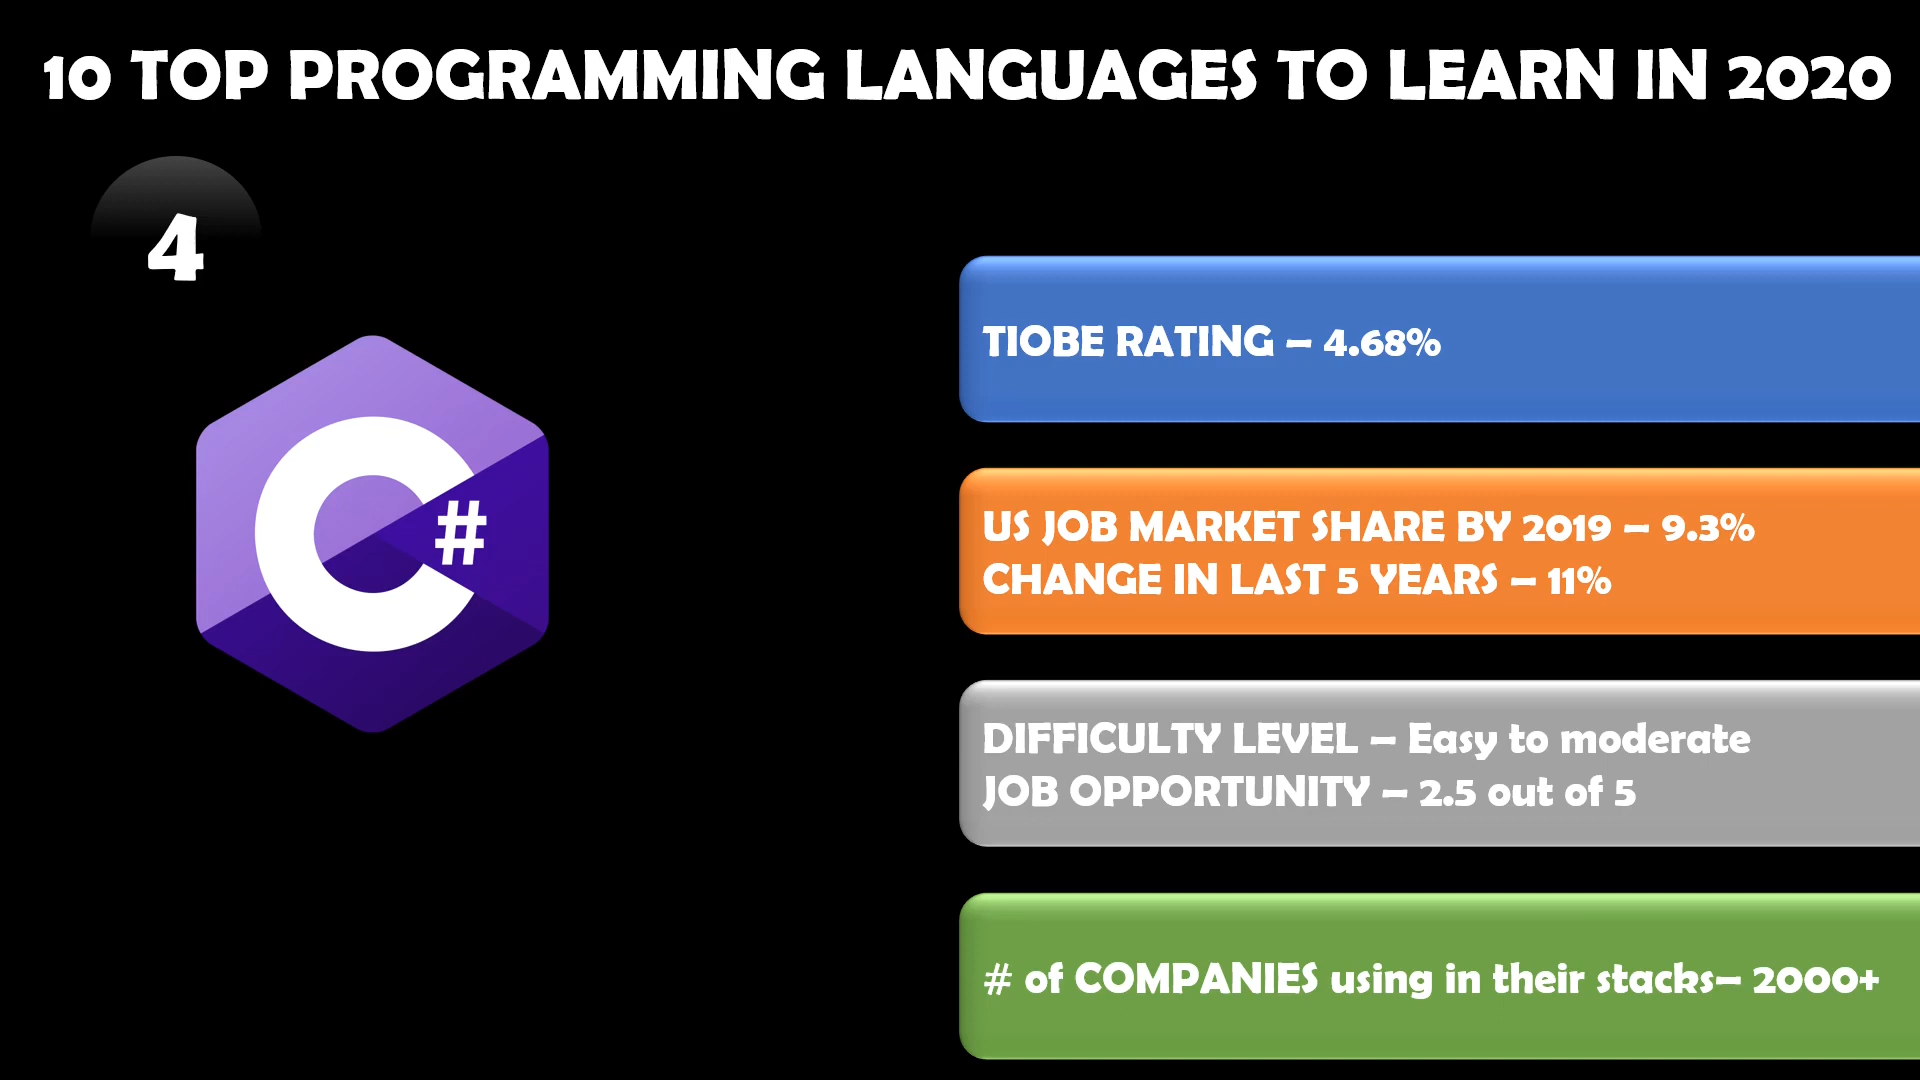 10 TOP PROGRAMMING LANGUAGES TO LEARN IN 2020
4
C#
TIOBE RATING – 4.68%
US JOB MARKET SHARE BY 2019 – 9.3%
CHANGE IN LAST 5 YEARS – 11%
DIFFICULTY LEVEL – Easy to moderate
JOB OPPORTUNITY – 2.5 out of 5
# of COMPANIES using in their stacks– 2000+